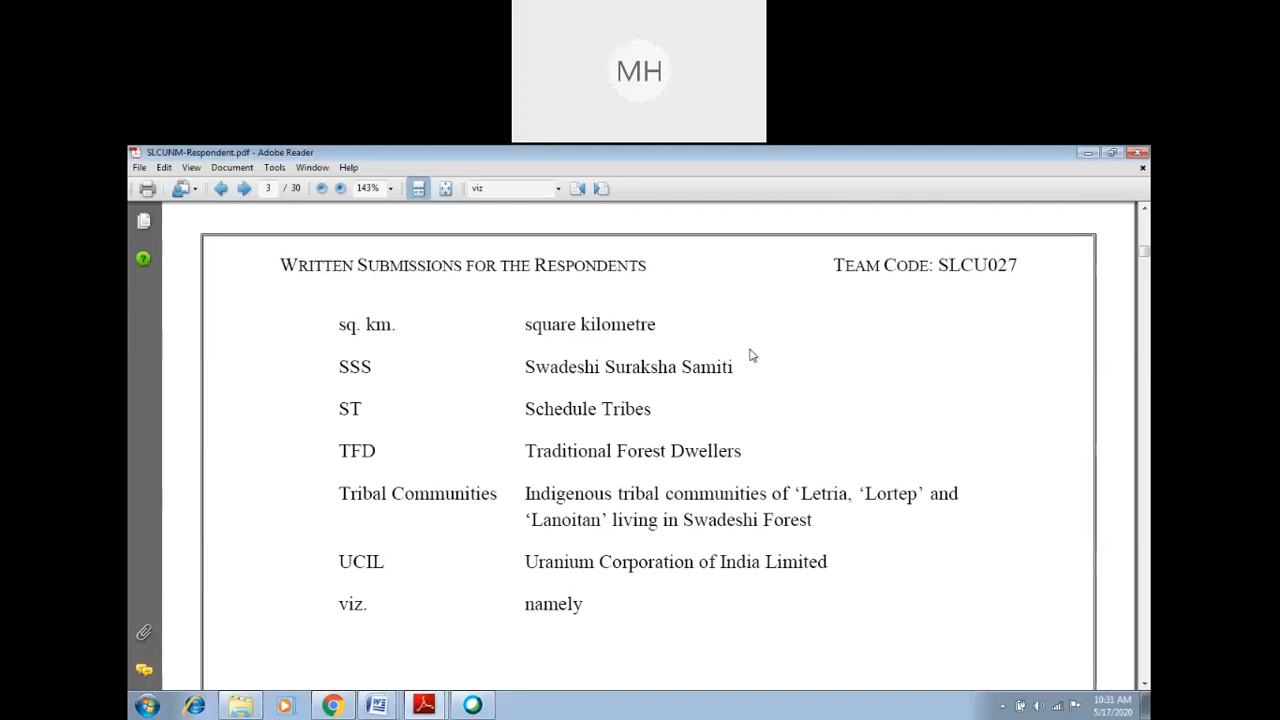 MH
SLCUNM-Respondent.pdf - Adobe Reader
File Edit View Document Tools Window Help
3 / 30 143% viz
WRITTEN SUBMISSIONS FOR THE RESPONDENTS TEAM CODE: SLCU027
sq. km. square kilometre
SSS Swadeshi Suraksha Samiti
ST Schedule Tribes
TFD Traditional Forest Dwellers
Tribal Communities Indigenous tribal communities of ‘Letria, ‘Lortep’ and
‘Lanoitan’ living in Swadeshi Forest
UCIL Uranium Corporation of India Limited
viz. namely
10:31 AM
5/17/2020